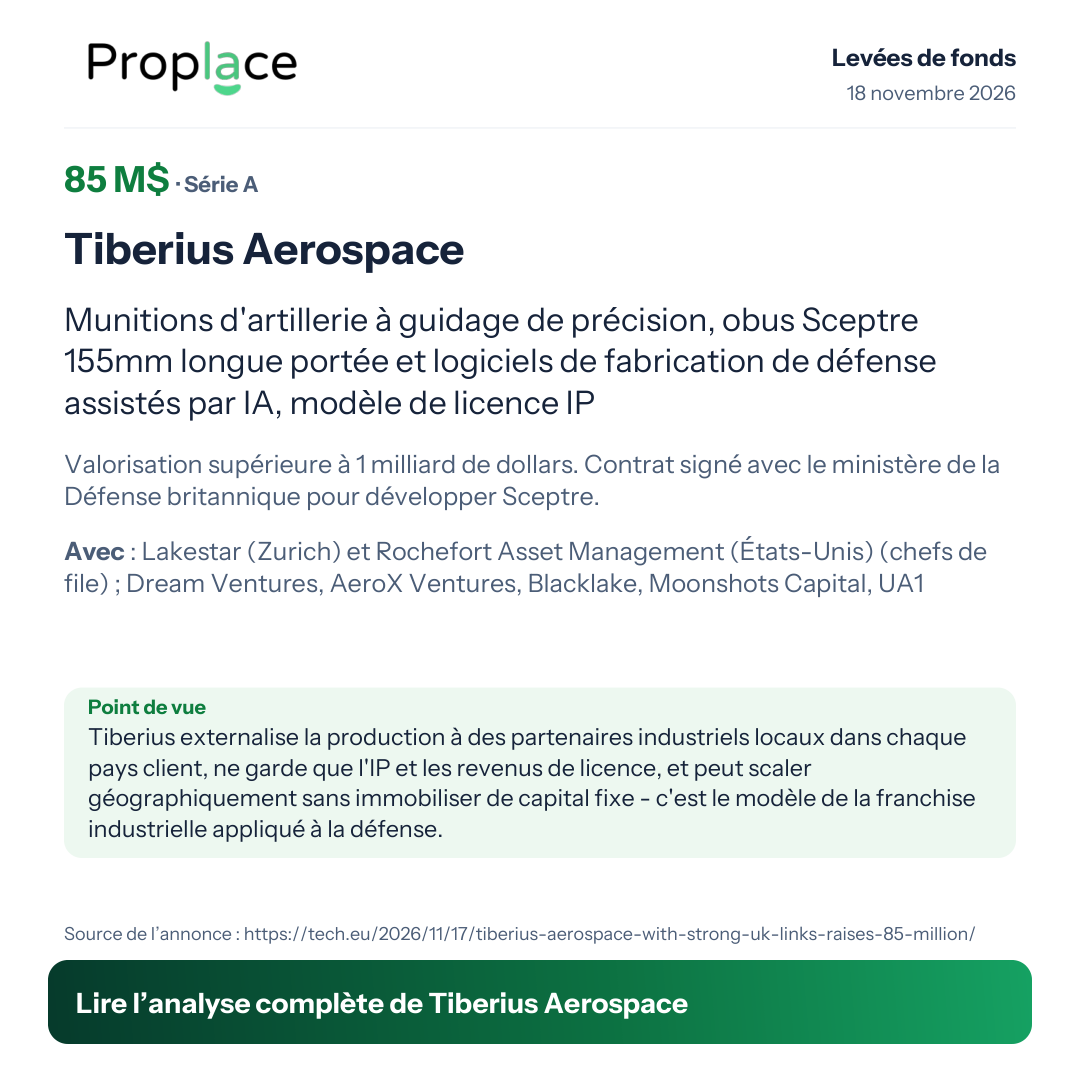 Proplace
Levées de fonds
18 novembre 2026
85 M$ · Série A
Tiberius Aerospace
Munitions d'artillerie à guidage de précision, obus Sceptre
155mm longue portée et logiciels de fabrication de défense
assistés par IA, modèle de licence IP
Valorisation supérieure à 1 milliard de dollars. Contrat signé avec le ministère de la
Défense britannique pour développer Sceptre.
Avec : Lakestar (Zurich) et Rochefort Asset Management (États-Unis) (chefs de
file) ; Dream Ventures, AeroX Ventures, Blacklake, Moonshots Capital, UA1
Point de vue
Tiberius externalise la production à des partenaires industriels locaux dans chaque
pays client, ne garde que l'IP et les revenus de licence, et peut scaler
géographiquement sans immobiliser de capital fixe - c'est le modèle de la franchise
industrielle appliqué à la défense.
Source de l’annonce : https://tech.eu/2026/11/17/tiberius-aerospace-with-strong-uk-links-raises-85-million/
Lire l’analyse complète de Tiberius Aerospace